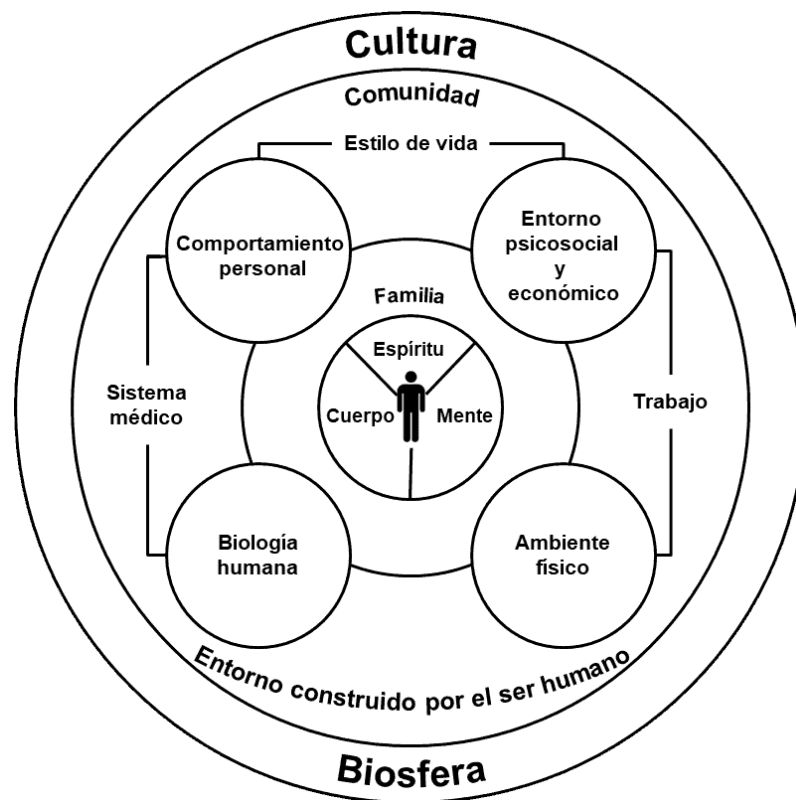 Cultura
Comunidad
Estilo de vida
Comportamiento
personal
Entorno
psicosocial
y
económico
Familia
Espíritu
Cuerpo
Mente
Sistema
médico
Trabajo
Biología
humana
Ambiente
físico
Entorno construido por el ser humano
Biosfera